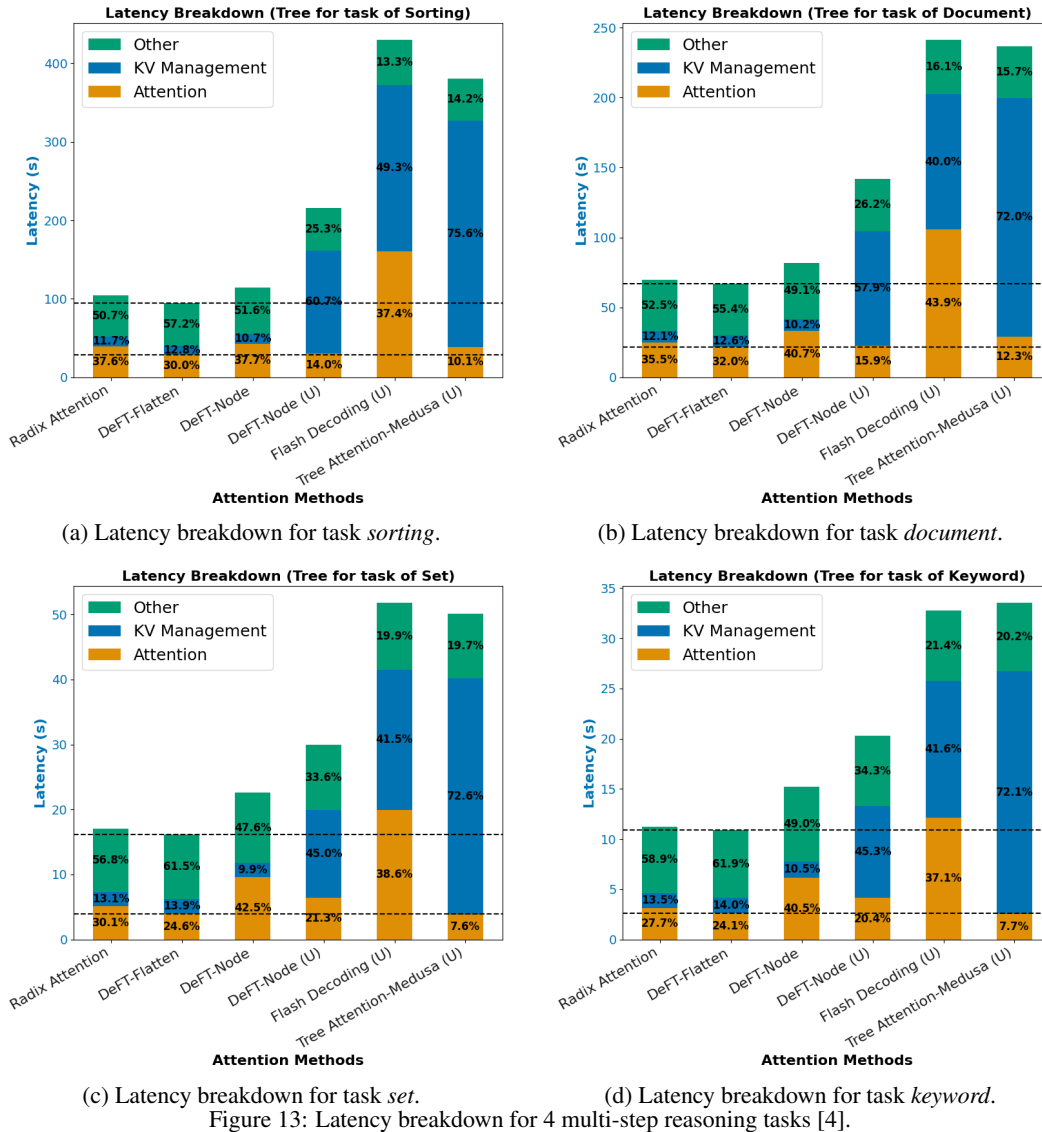 Latency Breakdown (Tree for task of Sorting)
Other
KV Management
Attention
Latency (s)
400
300
200
100
0
50.7%
11.7%
37.6%
57.2%
12.8%
30.0%
51.6%
10.7%
37.7%
25.3%
60.7%
14.0%
13.3%
49.3%
37.4%
14.2%
75.6%
10.1%
Radix Attention
DeFT-Flatten
DeFT-Node
DeFT-Node (U)
Flash Decoding (U)
Tree Attention-Medusa (U)
Attention Methods
(a) Latency breakdown for task sorting.
Latency Breakdown (Tree for task of Document)
Other
KV Management
Attention
Latency (s)
250
200
150
100
50
0
52.5%
12.1%
35.5%
55.4%
12.6%
32.0%
49.1%
10.2%
40.7%
26.2%
57.9%
15.9%
16.1%
40.0%
43.9%
15.7%
72.0%
12.3%
Radix Attention
DeFT-Flatten
DeFT-Node
DeFT-Node (U)
Flash Decoding (U)
Tree Attention-Medusa (U)
Attention Methods
(b) Latency breakdown for task document.
Latency Breakdown (Tree for task of Set)
Other
KV Management
Attention
Latency (s)
50
40
30
20
10
0
56.8%
13.1%
30.1%
61.5%
13.9%
24.6%
47.6%
9.9%
42.5%
33.6%
45.0%
21.3%
19.9%
41.5%
38.6%
19.7%
72.6%
7.6%
Radix Attention
DeFT-Flatten
DeFT-Node
DeFT-Node (U)
Flash Decoding (U)
Tree Attention-Medusa (U)
Attention Methods
(c) Latency breakdown for task set.
Latency Breakdown (Tree for task of Keyword)
Other
KV Management
Attention
Latency (s)
35
30
25
20
15
10
5
0
58.9%
13.5%
27.7%
61.9%
14.0%
24.1%
49.0%
10.5%
40.5%
34.3%
45.3%
20.4%
21.4%
41.6%
37.1%
20.2%
72.1%
7.7%
Radix Attention
DeFT-Flatten
DeFT-Node
DeFT-Node (U)
Flash Decoding (U)
Tree Attention-Medusa (U)
Attention Methods
(d) Latency breakdown for task keyword.
Figure 13: Latency breakdown for 4 multi-step reasoning tasks [4].